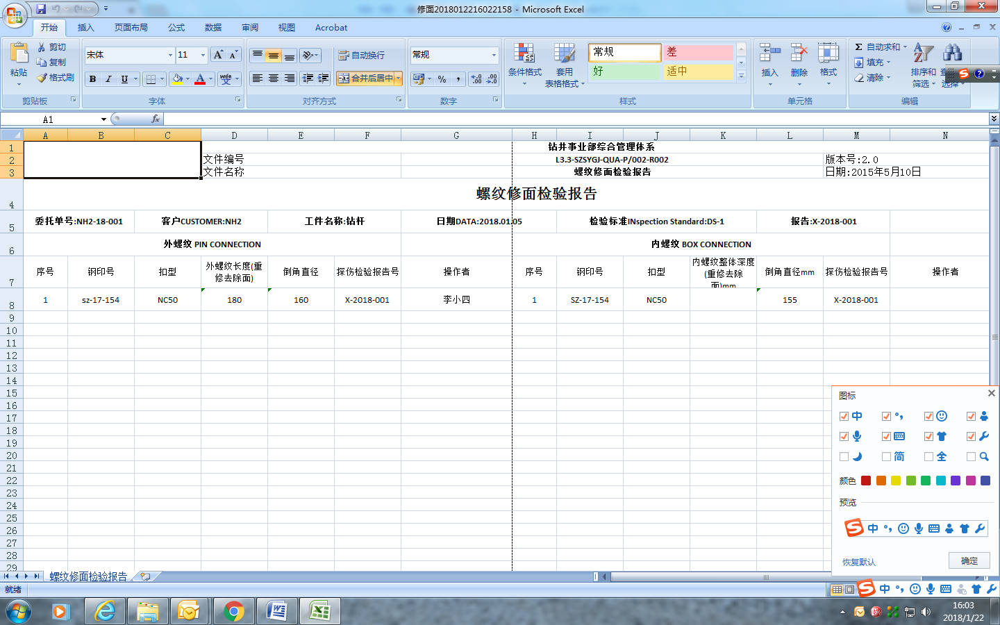 修面2018012216022158 - Microsoft Excel
开始 插入 页面布局 公式 数据 审阅 视图 Acrobat
粘贴 剪切 复制 格式刷 剪贴板
宋体 11 B I U A wén 字体
自动换行 合并后居中 对齐方式
常规 % , 数字
条件格式 套用表格格式 常规 差 好 适中 样式
插入 删除 格式 单元格
Σ 自动求和 填充 清除 排序和筛选 选择 编辑
A1 fx
A B C D E F G H I J K L M N
1 钻井事业部综合管理体系
2 文件编号 L3.3-SZSYGJ-QUA-P/002-R002 版本号:2.0
3 文件名称 螺纹修面检验报告 日期:2015年5月10日
4 螺纹修面检验报告
5 委托单号:NH2-18-001 客户CUSTOMER:NH2 工件名称:钻杆 日期DATA:2018.01.05 检验标准INspection Standard:DS-1 报告:X-2018-001
6 外螺纹 PIN CONNECTION 内螺纹 BOX CONNECTION
7 序号 钢印号 扣型 外螺纹长度(重修去除面) 倒角直径 探伤检验报告号 操作者 序号 钢印号 扣型 内螺纹整体深度(重修去除面)mm 倒角直径mm 探伤检验报告号 操作者
8 1 sz-17-154 NC50 180 160 X-2018-001 李小四 1 SZ-17-154 NC50 155 X-2018-001
9
10
11
12
13
14
15
16
17
18
19
20
21
22
23
24
25
26
27
28
29
图标
中
简 全
颜色
预览
S 中
恢复默认 确定
螺纹修面检验报告
就绪
S 中
16:03
2018/1/22